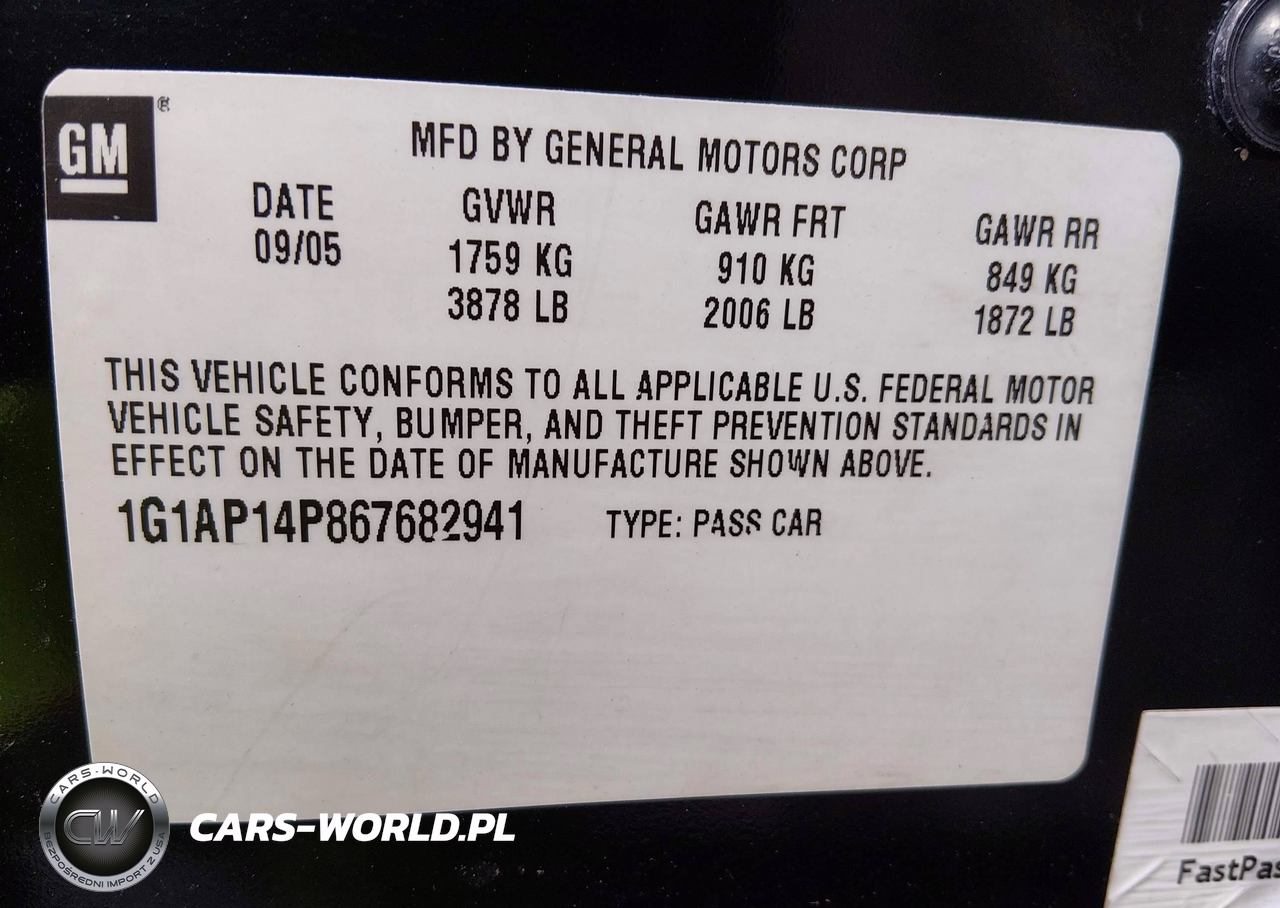 GM®
MFD BY GENERAL MOTORS CORP
DATE GVWR GAWR FRT GAWR RR
09/05 1759 KG 910 KG 849 KG
3878 LB 2006 LB 1872 LB
THIS VEHICLE CONFORMS TO ALL APPLICABLE U.S. FEDERAL MOTOR
VEHICLE SAFETY, BUMPER, AND THEFT PREVENTION STANDARDS IN
EFFECT ON THE DATE OF MANUFACTURE SHOWN ABOVE.
1G1AP14P867682941 TYPE: PASS CAR
CARS-WORLD
CW
BEZPOŚREDNI IMPORT Z USA
CARS-WORLD.PL